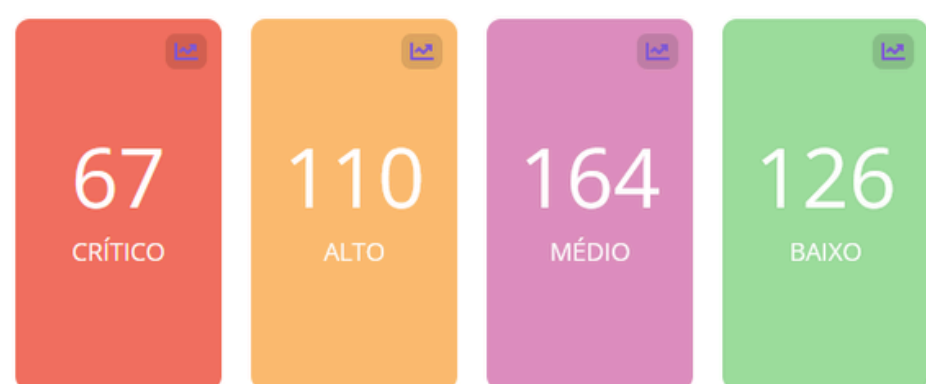 67
CRÍTICO
110
ALTO
164
MÉDIO
126
BAIXO